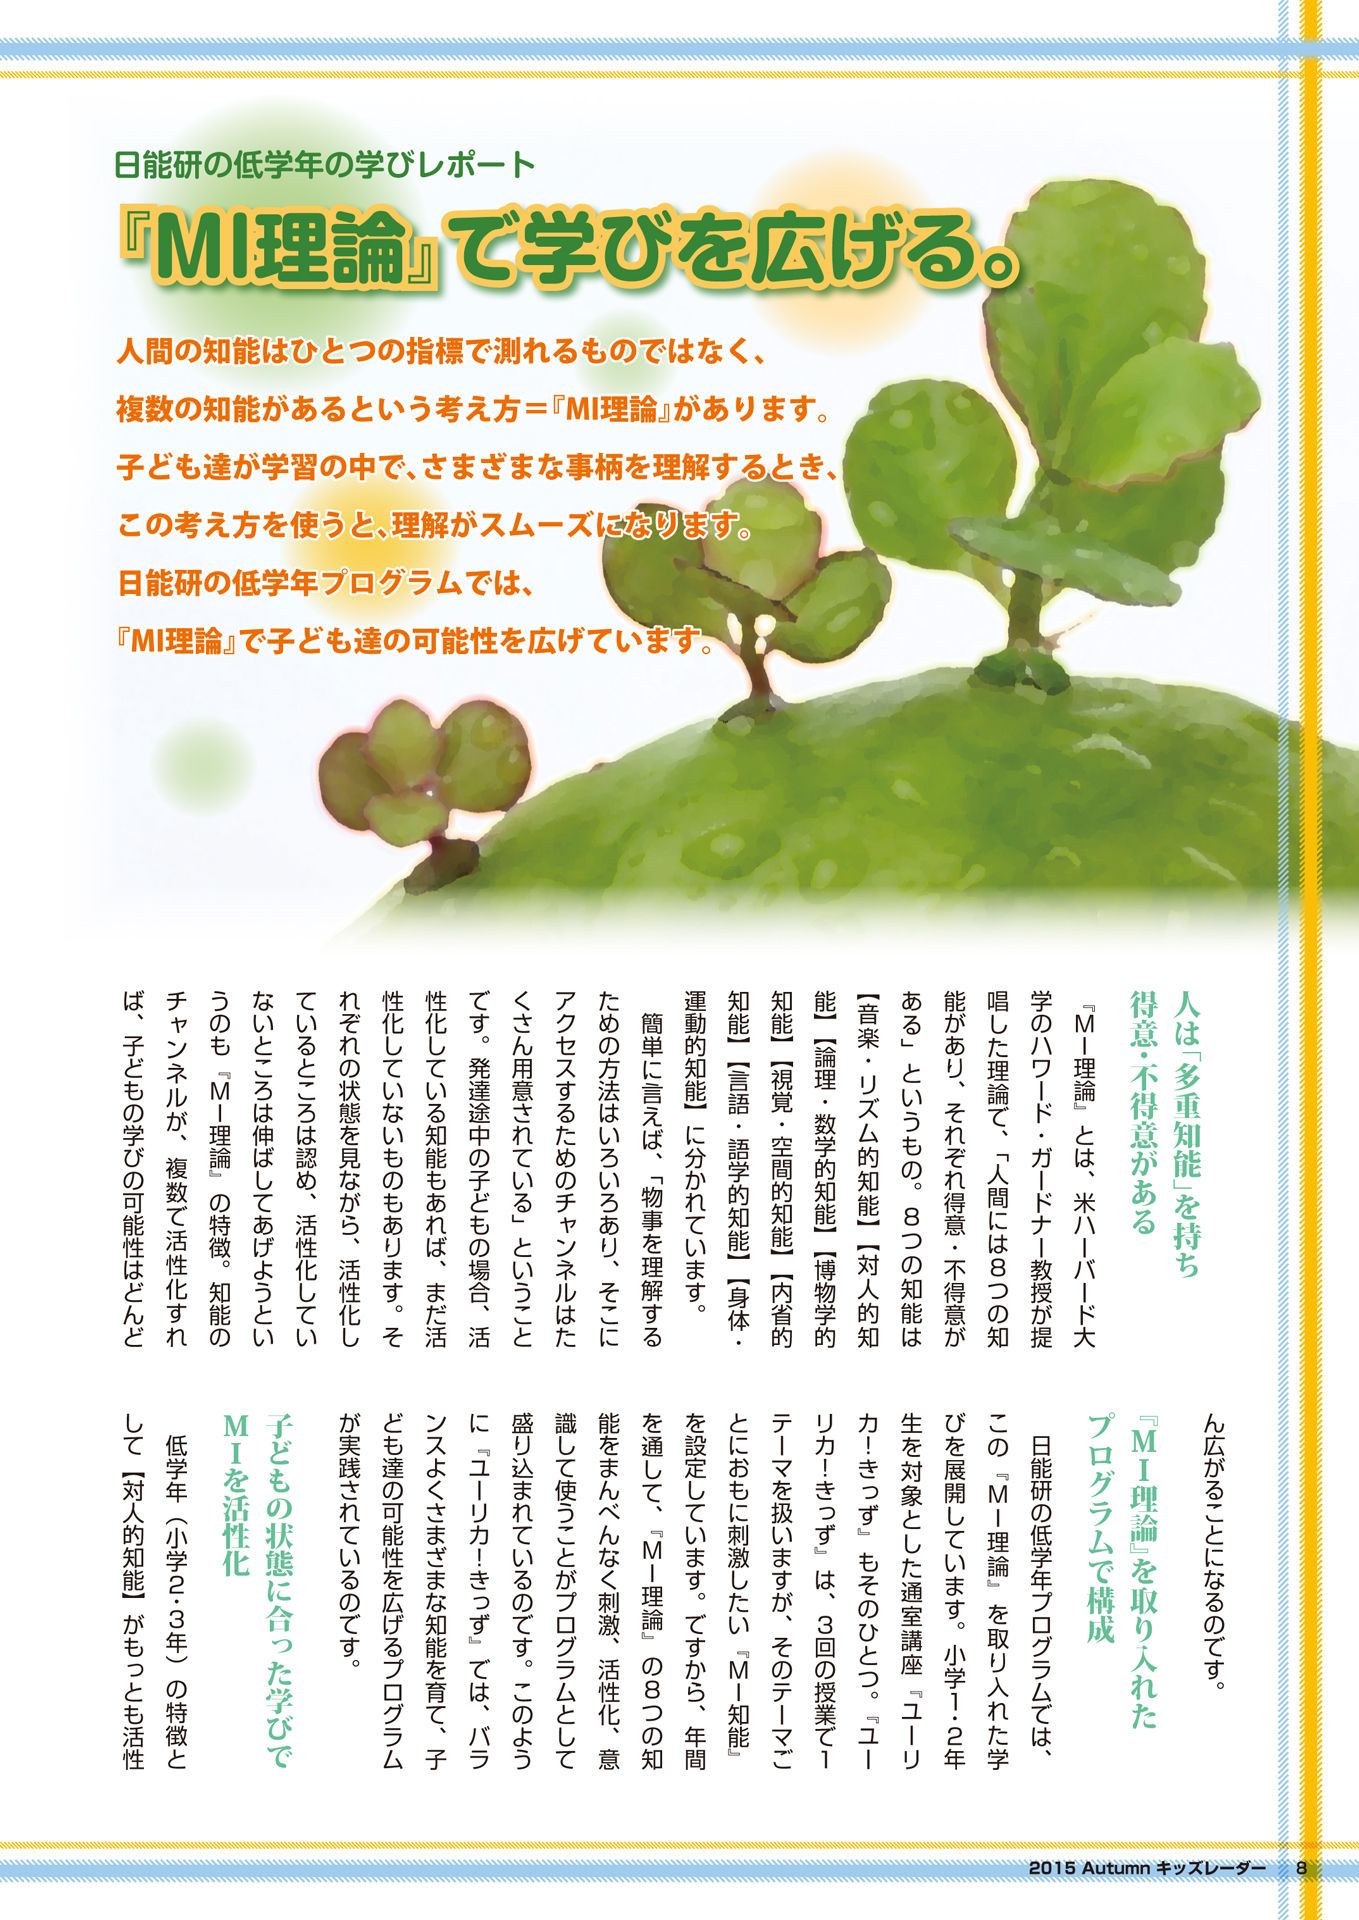 日能研の低学年の学びレポート
『MI理論』で学びを広げる。
人間の知能はひとつの指標で測れるものではなく、
複数の知能があるという考え方＝『MI理論』があります。
子ども達が学習の中で、さまざまな事柄を理解するとき、
この考え方を使うと、理解がスムーズになります。
日能研の低学年プログラムでは、
『MI理論』で子ども達の可能性を広げています。
人は「多重知能」を持ち
得意・不得意がある
『MI理論』とは、米ハーバード大
学のハワード・ガードナー教授が提
唱した理論で、「人間には８つの知
能があり、それぞれ得意・不得意が
ある」というもの。８つの知能は
【音楽・リズム的知能】【対人的知
能】【論理・数学的知能】【博物学的
知能】【視覚・空間的知能】【内省的
知能】【言語・語学的知能】【身体・
運動的知能】に分かれています。
簡単に言えば、「物事を理解する
ための方法はいろいろあり、そこに
アクセスするためのチャンネルはた
くさん用意されている」ということ
です。発達途中の子どもの場合、活
性化している知能もあれば、まだ活
性化していないものもあります。そ
れぞれの状態を見ながら、活性化し
ているところは認め、活性化してい
ないところは伸ばしてあげようとい
うのも『MI理論』の特徴。知能の
チャンネルが、複数で活性化すれ
ば、子どもの学びの可能性はどんど
ん広がることになるのです。
『MI理論』を取り入れた
プログラムで構成
日能研の低学年プログラムでは、
この『MI理論』を取り入れた学
びを展開しています。小学１・２年
生を対象とした通室講座『ユーリ
カ！きっず』もそのひとつ。『ユー
リカ！きっず』は、３回の授業で１
テーマを扱いますが、そのテーマご
とにおもに刺激したい『MI知能』
を設定しています。ですから、年間
を通して、『MI理論』の８つの知
能をまんべんなく刺激、活性化、意
識して使うことがプログラムとして
盛り込まれているのです。このよう
に『ユーリカ！きっず』では、バラ
ンスよくさまざまな知能を育て、子
ども達の可能性を広げるプログラム
が実践されているのです。
子どもの状態に合った学びで
MIを活性化
低学年（小学２・３年）の特徴と
して【対人的知能】がもっとも活性
2015 Autumn キッズレーダー 8